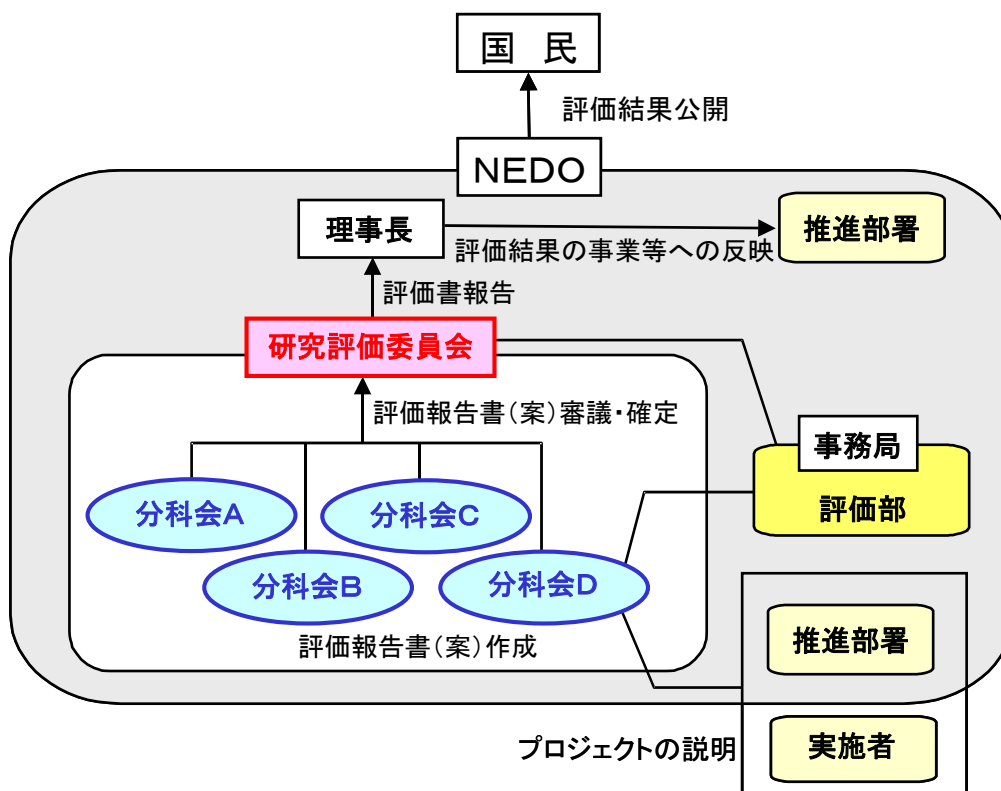 国 民
評価結果公開
NEDO
理事長
推進部署
評価結果の事業等への反映
評価書報告
研究評価委員会
評価報告書(案)審議・確定
事務局
評価部
分科会A
分科会C
分科会B
分科会D
評価報告書(案)作成
推進部署
プロジェクトの説明
実施者